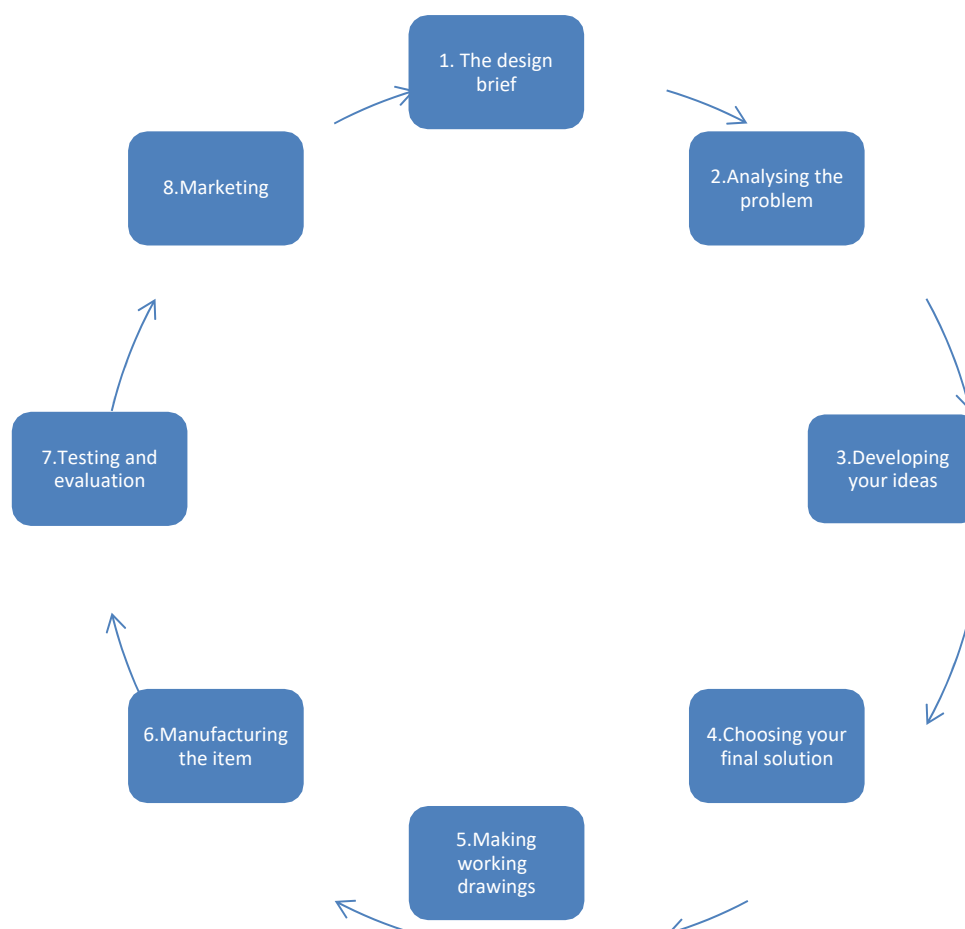 1. The design
brief
2.Analysing the
problem
3.Developing
your ideas
4.Choosing your
final solution
5.Making
working
drawings
6.Manufacturing
the item
7.Testing and
evaluation
8.Marketing